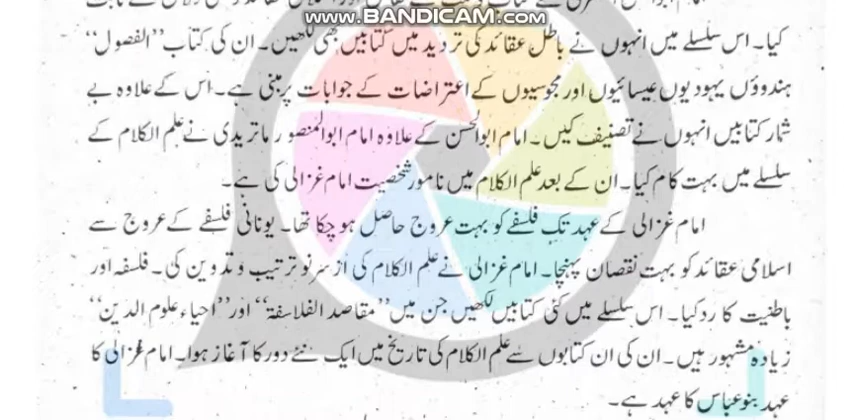 www.BANDICAM.com
کیا۔ اس سلسلے میں انہوں نے باطل عقائد کی تردید میں کتابیں بھی لکھیں۔ ان کی کتاب "الفصول"
ہندوؤں یہودیوں عیسائیوں اور مجوسیوں کے اعتراضات کے جوابات پر مبنی ہے۔ اس کے علاوہ بے
شمار کتابیں انہوں نے تصنیف کیں۔ امام ابوالحسن کے علاوہ امام ابوالمنصور ماتریدی نے علم الکلام کے
سلسلے میں بہت کام کیا۔ ان کے بعد علم الکلام میں نامور شخصیت امام غزالی کی ہے۔
امام غزالی کے عہد تک فلسفے کو بہت عروج حاصل ہو چکا تھا۔ یونانی فلسفے کے عروج سے
اسلامی عقائد کو بہت نقصان پہنچا۔ امام غزالی نے علم الکلام کی از سر نو ترتیب و تدوین کی۔ فلسفہ اور
باطنیت کا رد کیا۔ اس سلسلے میں کئی کتابیں لکھیں جن میں "مقاصد الفلاسفۃ" اور "احیاء علوم الدین"
زیادہ مشہور ہیں۔ ان کی ان کتابوں سے علم الکلام کی تاریخ میں ایک نئے دور کا آغاز ہوا۔ امام غزالی کا
عہد بنو عباس کا عہد ہے۔